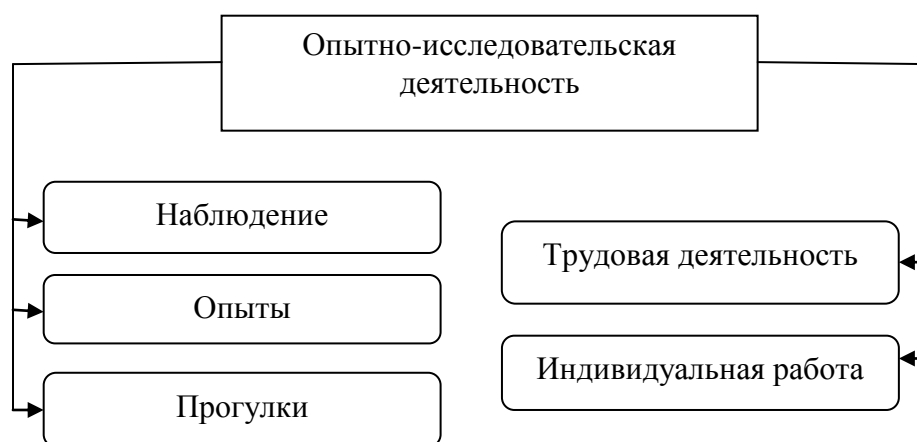 Опытно-исследовательская
деятельность
Наблюдение
Опыты
Прогулки
Трудовая деятельность
Индивидуальная работа